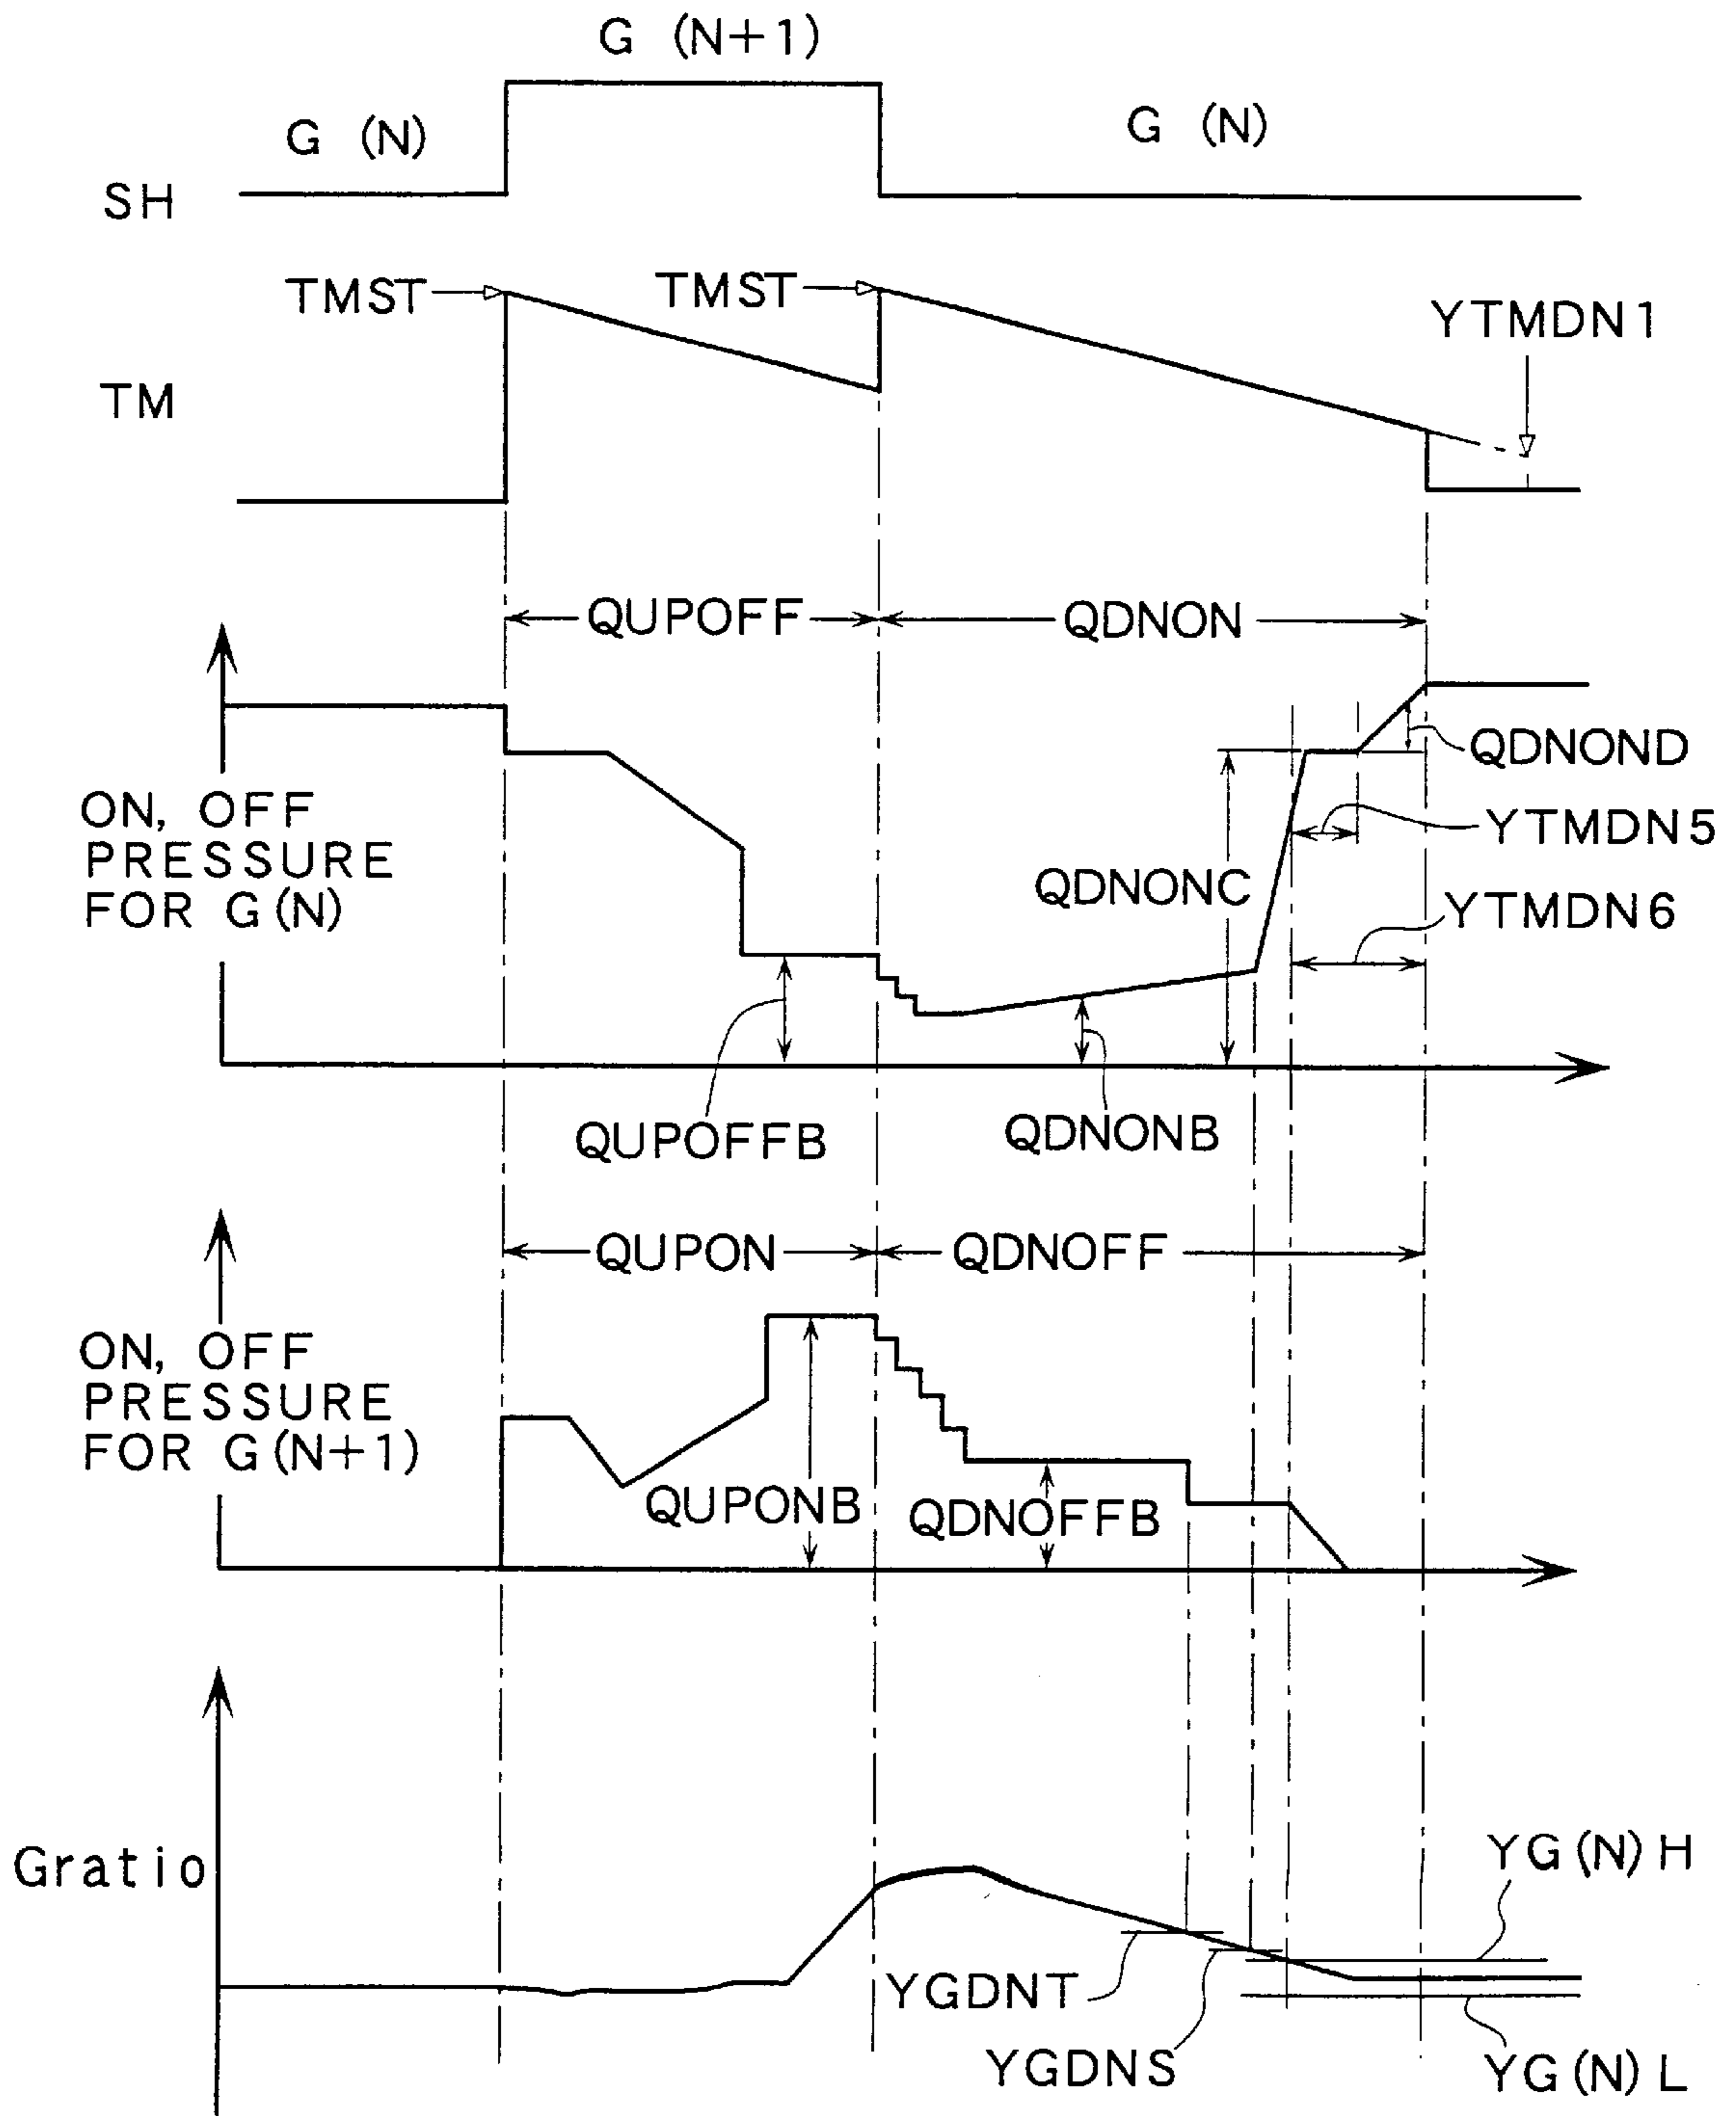 G (N+1)
G (N)
G (N)
SH
TMST
TMST
YTMDN1
TM
QUPOFF
QDNON
QDNOND
ON, OFF
PRESSURE
FOR G(N)
YTMDN5
QDNONC
YTMDN6
QUPOFFB
QDNONB
QUPON
QDNOFF
ON, OFF
PRESSURE
FOR G(N+1)
QUPONB
QDNOFFB
Gratio
YG(N)H
YGDNT
YGDNS
YG(N)L